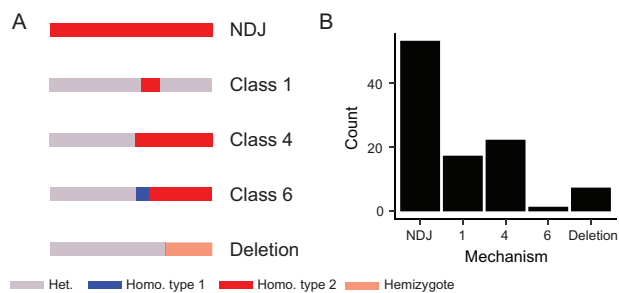 A
NDJ
Class 1
Class 4
Class 6
Deletion
Het.
Homo. type 1
Homo. type 2
Hemizygote
B
Count
40
20
0
NDJ 1 4 6 Deletion
Mechanism